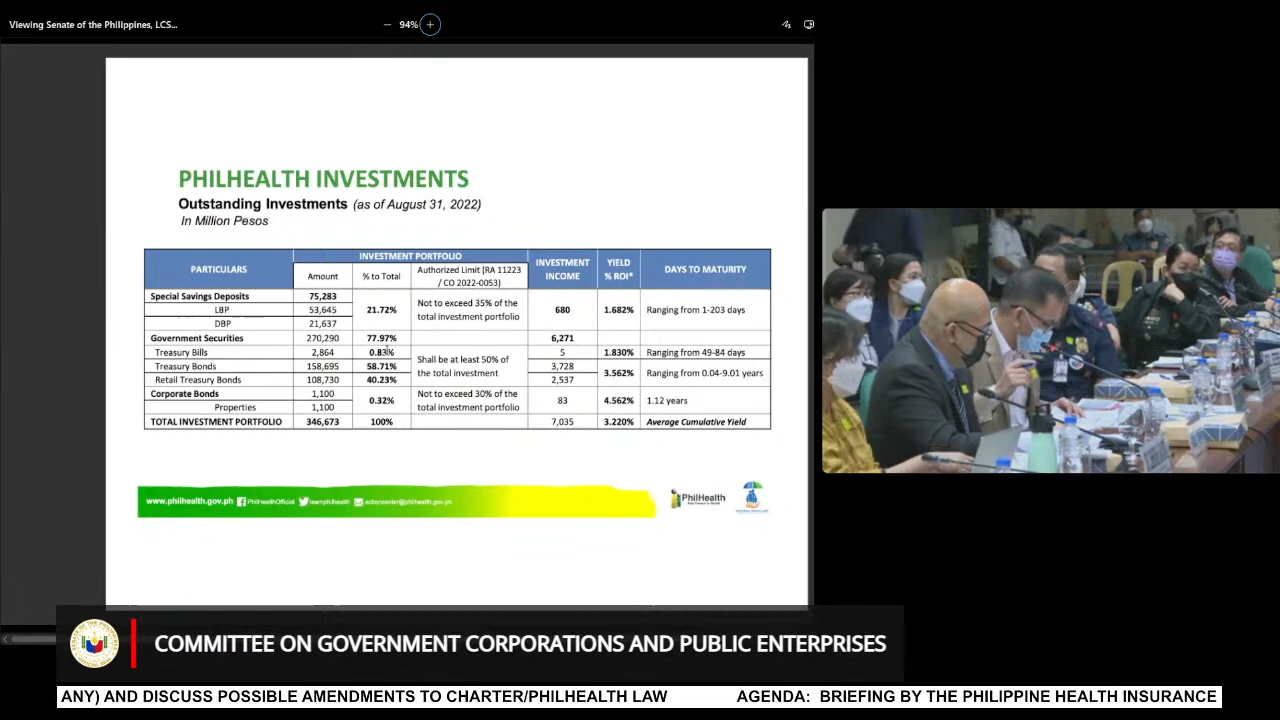 Viewing Senate of the Philippines, LCS...
94%
PHILHEALTH INVESTMENTS
Outstanding Investments (as of August 31, 2022)
In Million Pesos
PARTICULARS
INVESTMENT PORTFOLIO
INVESTMENT INCOME
YIELD % ROI*
DAYS TO MATURITY
Amount
% to Total
Authorized Limit (RA 11223 / CO 2022-0053)
Special Savings Deposits 75,283
LBP 53,645
DBP 21,637
21.72%
Not to exceed 35% of the
total investment portfolio
680 1.682% Ranging from 1-203 days
Government Securities 270,290 77.97% 6,271
Treasury Bills 2,864 0.83% 5 1.830% Ranging from 49-84 days
Treasury Bonds 158,695 58.71% 3,728
Retail Treasury Bonds 108,730 40.23% 2,537
Shall be at least 50% of
the total investment
3.562% Ranging from 0.04-9.01 years
Corporate Bonds 1,100
Properties 1,100
0.32%
Not to exceed 30% of the
total investment portfolio
83 4.562% 1.12 years
TOTAL INVESTMENT PORTFOLIO 346,673 100% 7,035 3.220% Average Cumulative Yield
www.philhealth.gov.ph PhilHealthOfficial teamphilhealth actioncenter@philhealth.gov.ph
PhilHealth
COMMITTEE ON GOVERNMENT CORPORATIONS AND PUBLIC ENTERPRISES
ANY) AND DISCUSS POSSIBLE AMENDMENTS TO CHARTER/PHILHEALTH LAW AGENDA: BRIEFING BY THE PHILIPPINE HEALTH INSURANCE